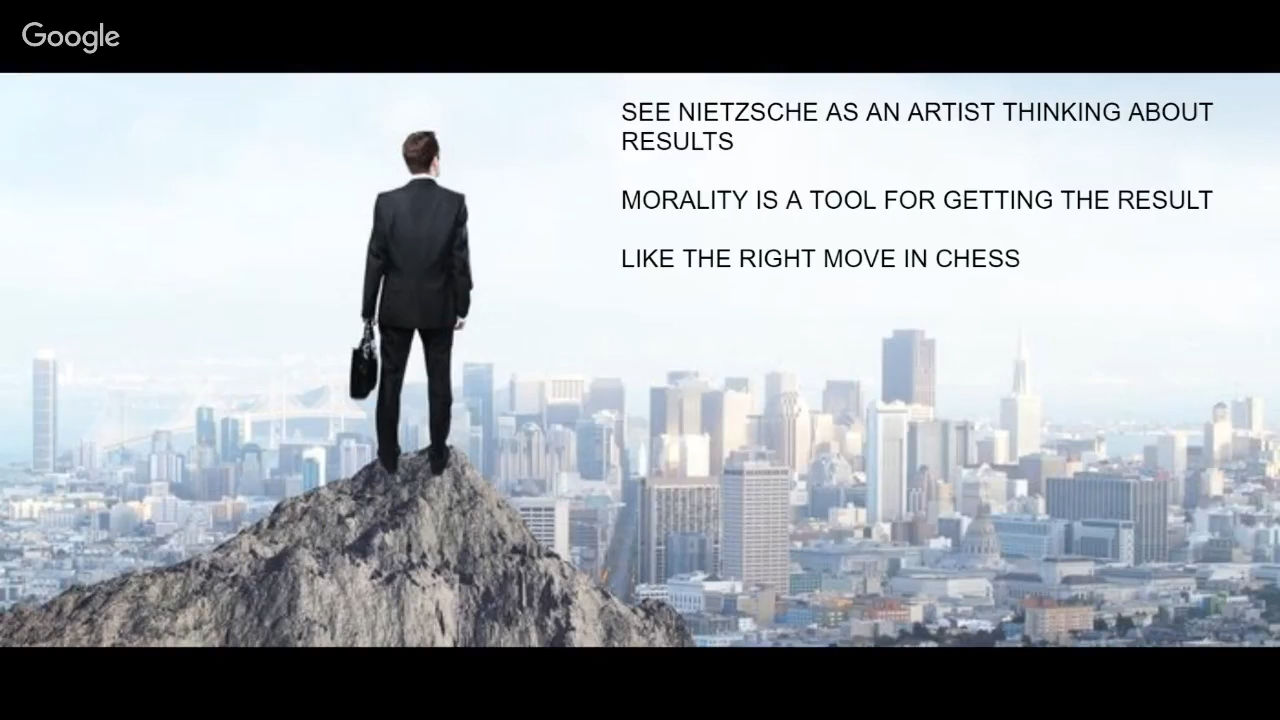 Google
SEE NIETZSCHE AS AN ARTIST THINKING ABOUT
RESULTS
MORALITY IS A TOOL FOR GETTING THE RESULT
LIKE THE RIGHT MOVE IN CHESS